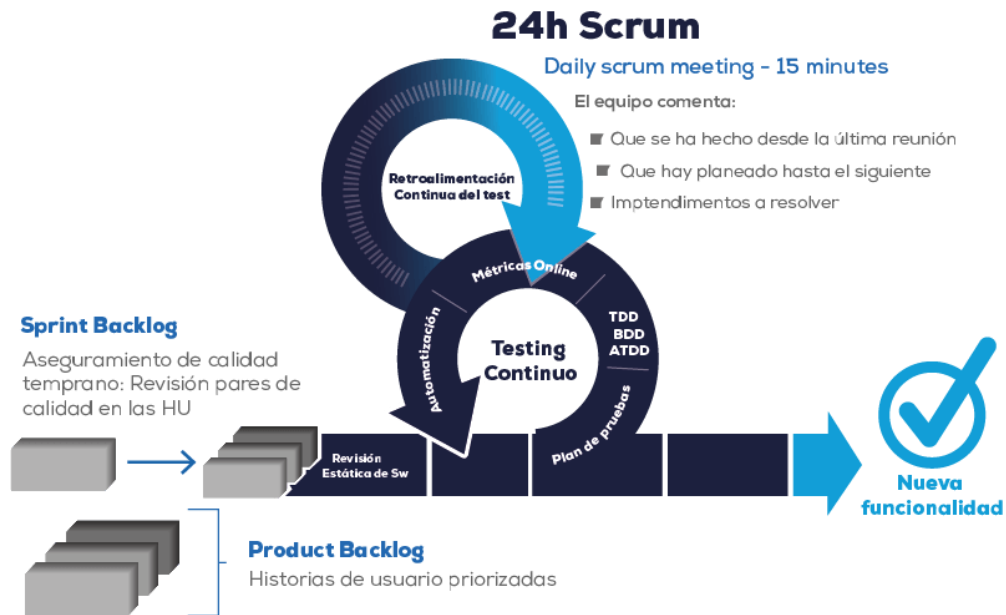 24h Scrum
Daily scrum meeting - 15 minutes
El equipo comenta:
Que se ha hecho desde la última reunión
Que hay planeado hasta el siguiente
Imptendimentos a resolver
Retroalimentación
Continua del test
Métricas Online
TDD
BDD
ATDD
Automatización
Testing
Continuo
Plan de pruebas
Sprint Backlog
Aseguramiento de calidad
temprano: Revisión pares de
calidad en las HU
Revisión
Estática de Sw
Nueva
funcionalidad
Product Backlog
Historias de usuario priorizadas